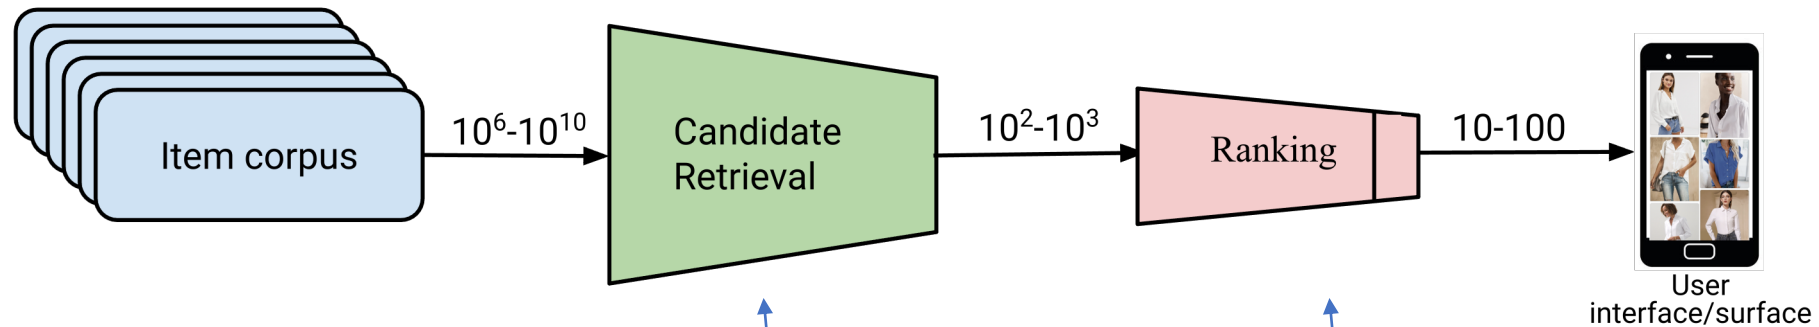 Item corpus
10⁶-10¹⁰
Candidate
Retrieval
10²-10³
Ranking
10-100
User
interface/surface